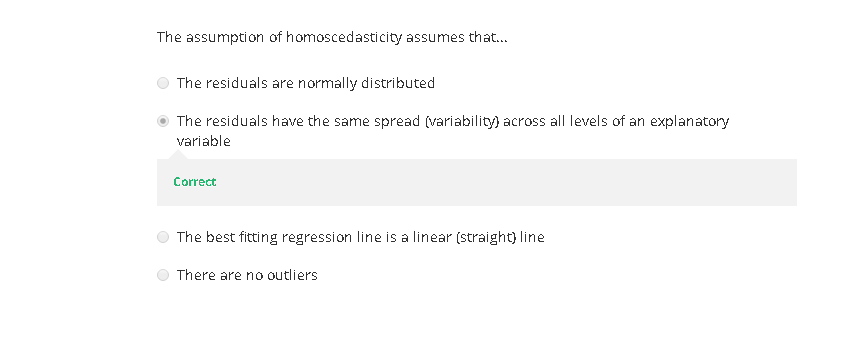 The assumption of homoscedasticity assumes that...
The residuals are normally distributed
The residuals have the same spread (variability) across all levels of an explanatory
variable
Correct
The best fitting regression line is a linear (straight) line
There are no outliers